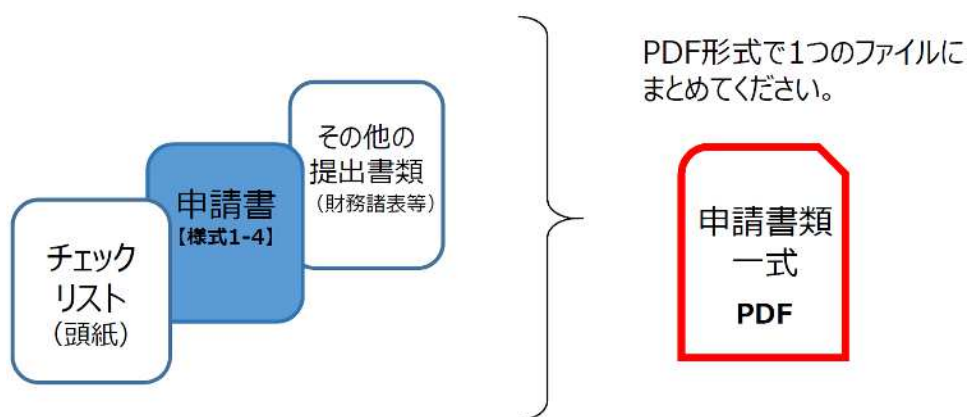 チェック
リスト
（頭紙）
申請書
【様式1-4】
その他の
提出書類
（財務諸表等）
PDF形式で1つのファイルに
まとめてください。
申請書類
一式
PDF